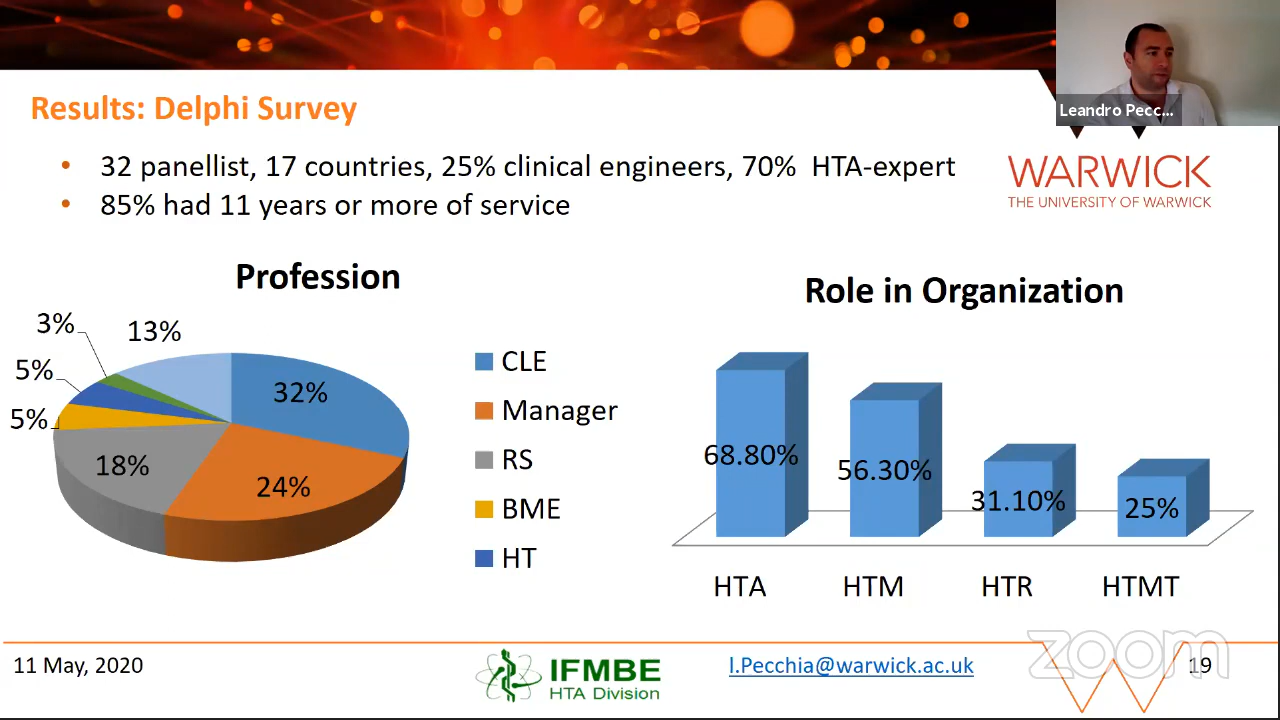 Leandro Pecc...
Results: Delphi Survey
• 32 panellist, 17 countries, 25% clinical engineers, 70% HTA-expert
• 85% had 11 years or more of service
WARWICK
THE UNIVERSITY OF WARWICK
Profession
3%
13%
5%
5%
32%
18%
24%
CLE
Manager
RS
BME
HT
Role in Organization
68.80%
56.30%
31.10%
25%
HTA
HTM
HTR
HTMT
11 May, 2020
IFMBE
HTA Division
l.Pecchia@warwick.ac.uk
zoom
19